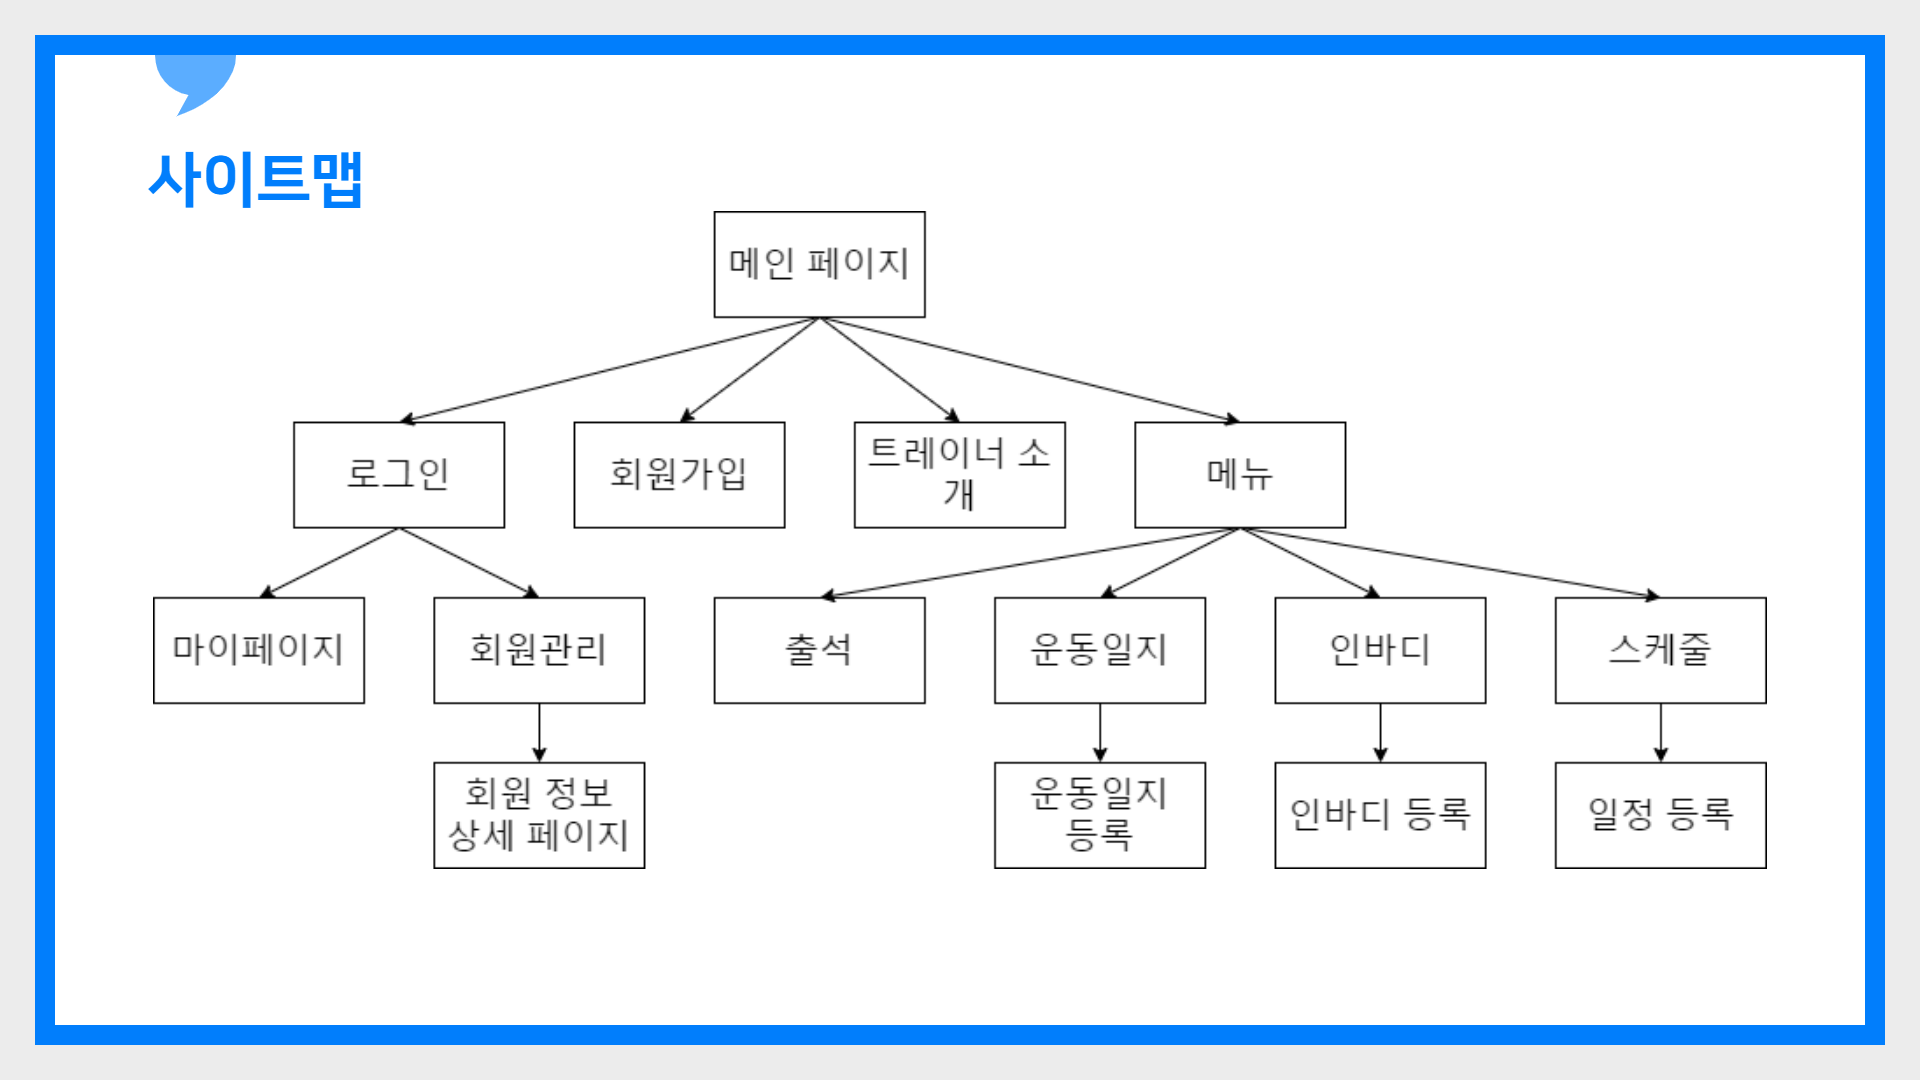 사이트맵
메인 페이지
로그인
회원가입
트레이너 소
개
메뉴
마이페이지
회원관리
출석
운동일지
인바디
스케줄
회원 정보
상세 페이지
운동일지
등록
인바디 등록
일정 등록